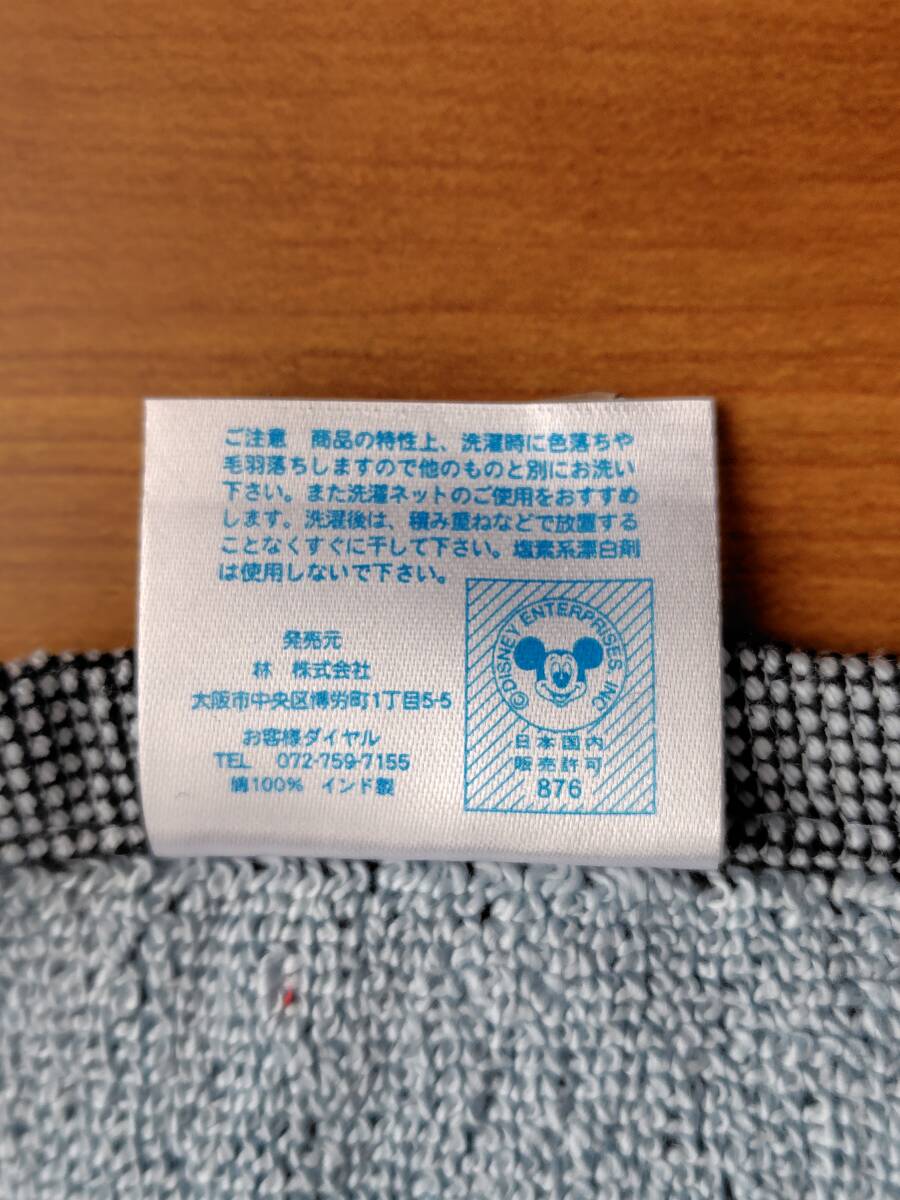 ご注意　商品の特性上、洗濯時に色落ちや
毛羽落ちしますので他のものと別にお洗い
下さい。また洗濯ネットのご使用をおすすめ
します。洗濯後は、積み重ねなどで放置する
ことなくすぐに干して下さい。塩素系漂白剤
は使用しないで下さい。
発売元
林　株式会社
大阪市中央区博労町1丁目5-5
お客様ダイヤル
TEL　072-759-7155
綿100%　インド製
©DISNEY ENTERPRISES, INC
日本国内
販売許可
876